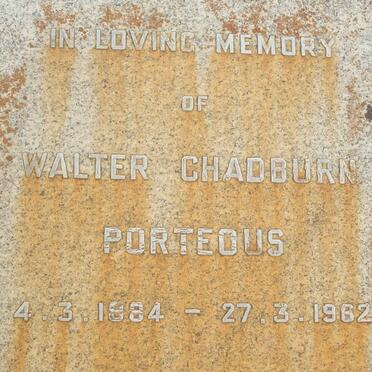 IN LOVING MEMORY
OF
WALTER CHADBURN
PORTEOUS
4.3.1884 - 27.3.1962